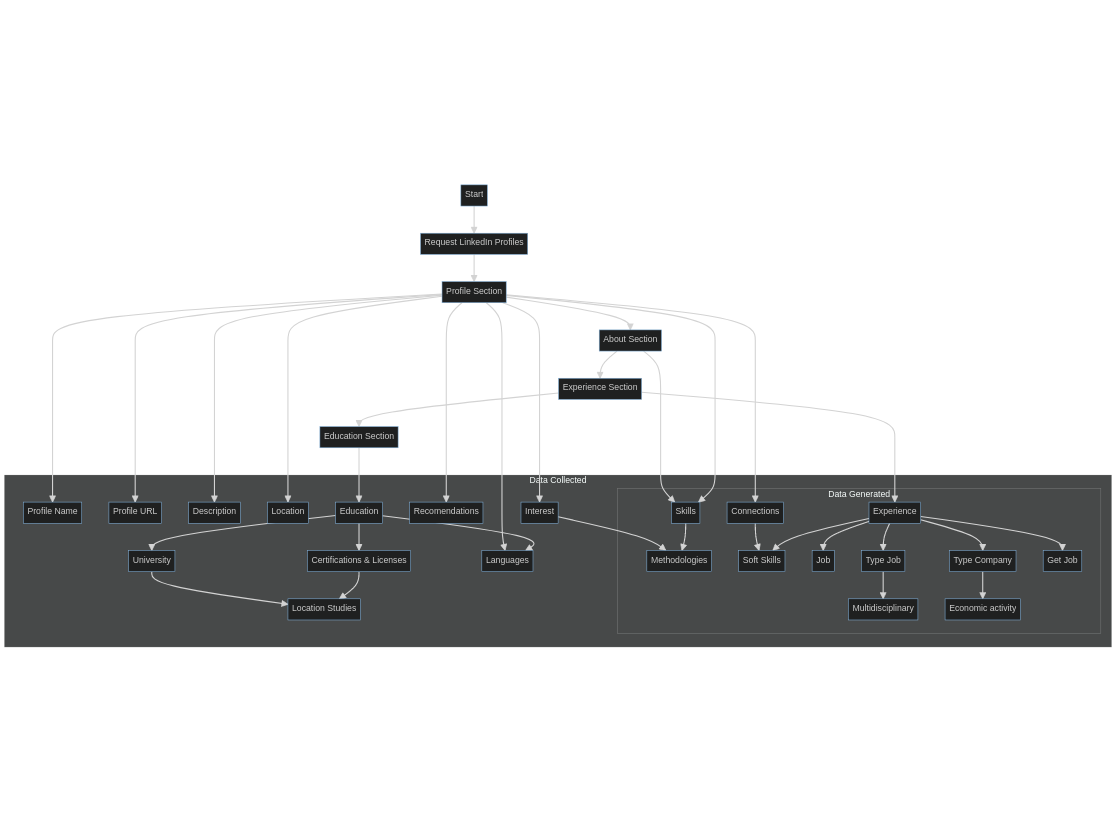 Start
Request LinkedIn Profiles
Profile Section
About Section
Experience Section
Education Section
Data Collected
Data Generated
Profile Name
Profile URL
Description
Location
Education
Recomendations
Interest
Skills
Connections
Experience
University
Certifications & Licenses
Languages
Methodologies
Soft Skills
Job
Type Job
Type Company
Get Job
Location Studies
Multidisciplinary
Economic activity